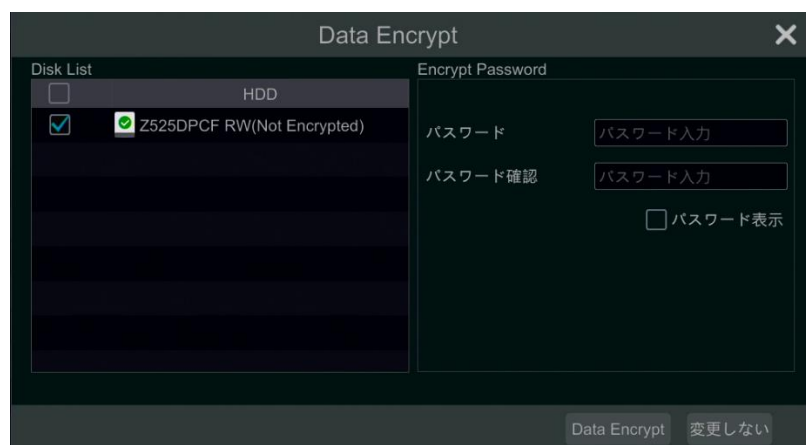 Data Encrypt
Disk List
HDD
Z525DPCF RW(Not Encrypted)
Encrypt Password
パスワード
パスワード入力
パスワード確認
パスワード入力
パスワード表示
Data Encrypt
変更しない